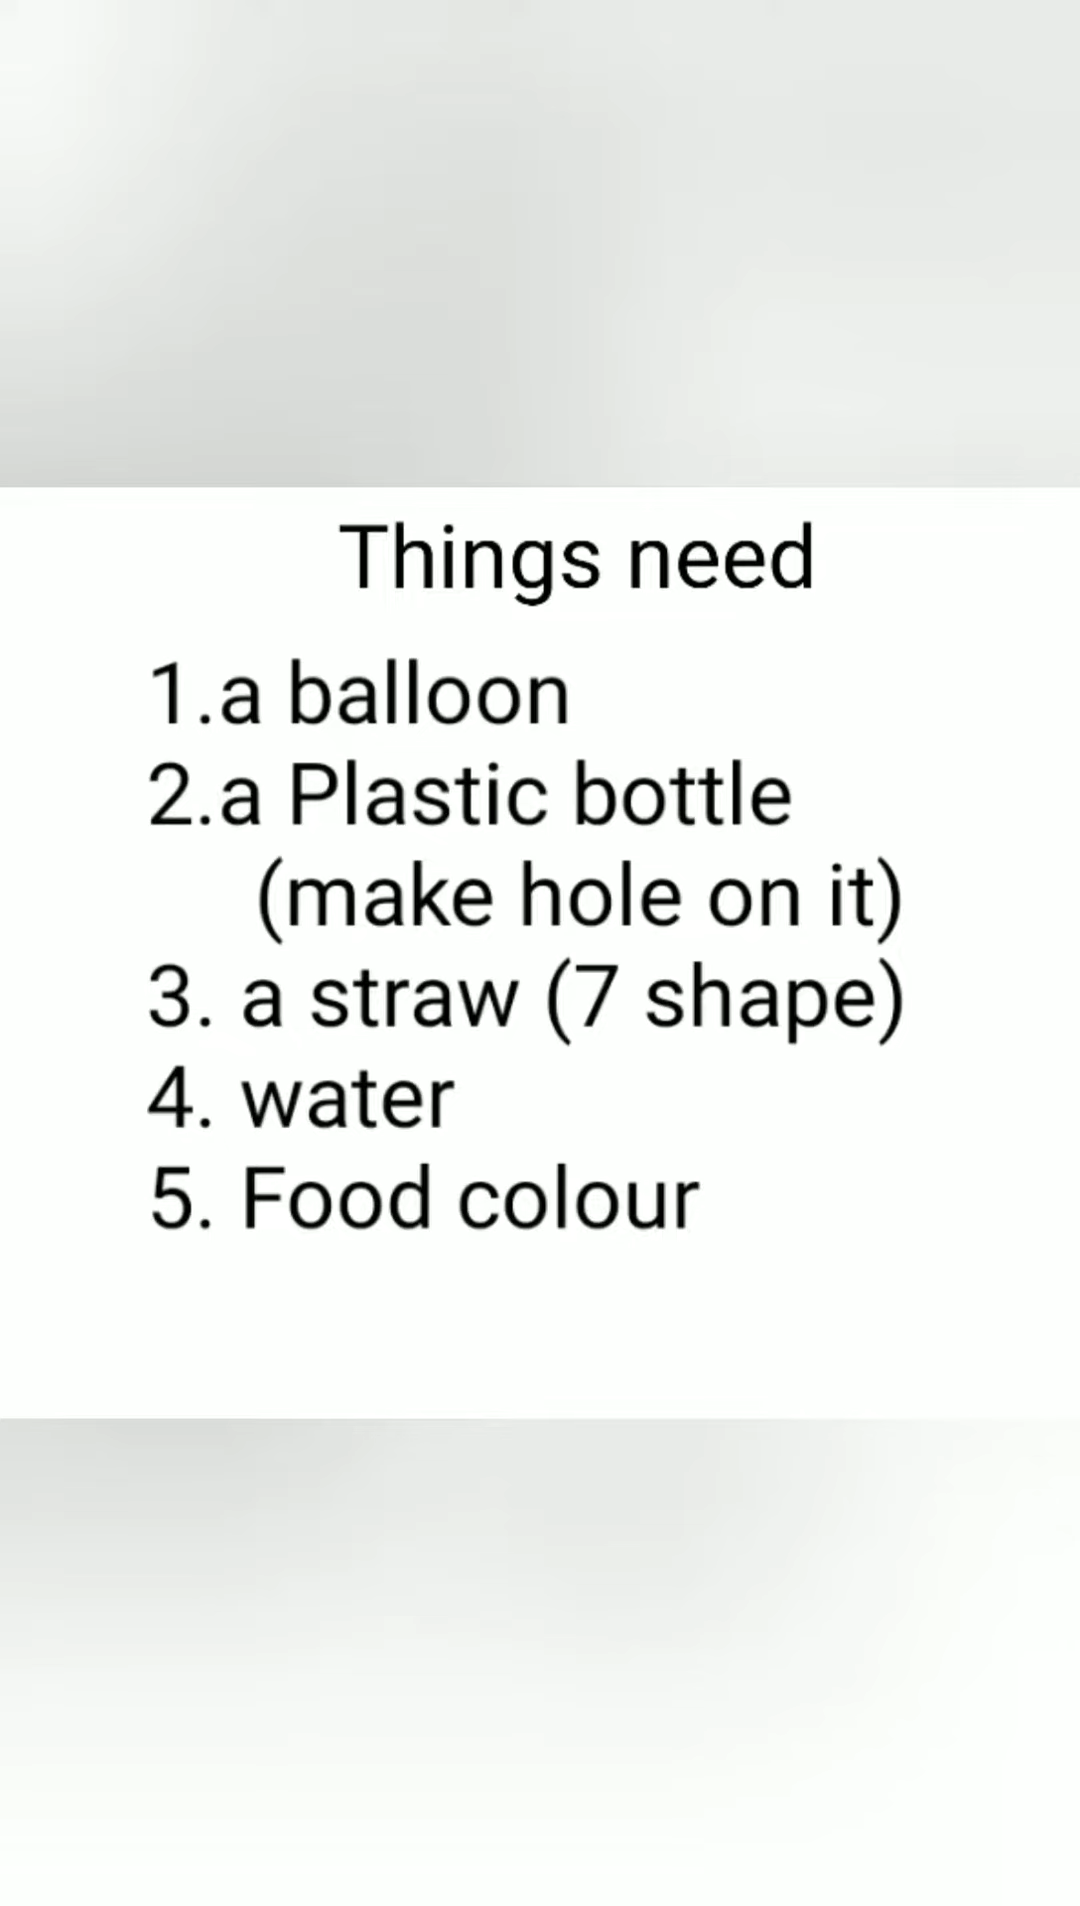 Things need
1.a balloon
2.a Plastic bottle
(make hole on it)
3. a straw (7 shape)
4. water
5. Food colour